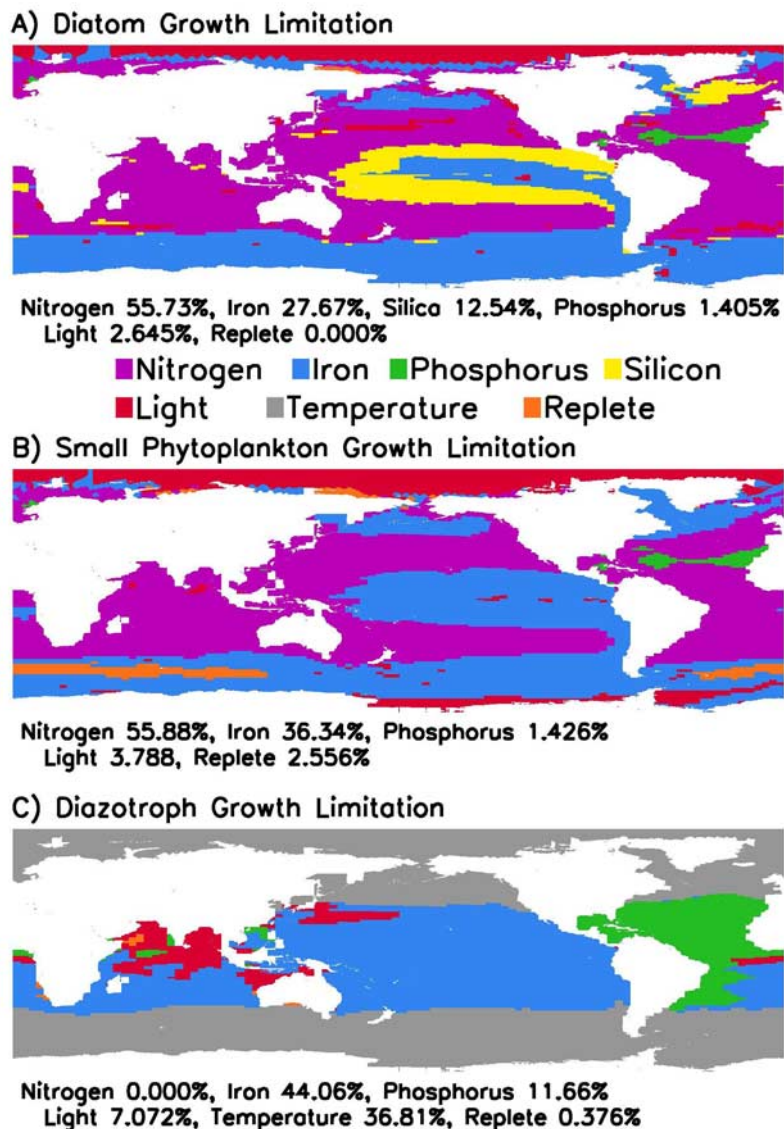 A) Diatom Growth Limitation
Nitrogen 55.73%, Iron 27.67%, Silica 12.54%, Phosphorus 1.405%
Light 2.645%, Replete 0.000%
Nitrogen Iron Phosphorus Silicon
Light Temperature Replete
B) Small Phytoplankton Growth Limitation
Nitrogen 55.88%, Iron 36.34%, Phosphorus 1.426%
Light 3.788, Replete 2.556%
C) Diazotroph Growth Limitation
Nitrogen 0.000%, Iron 44.06%, Phosphorus 11.66%
Light 7.072%, Temperature 36.81%, Replete 0.376%